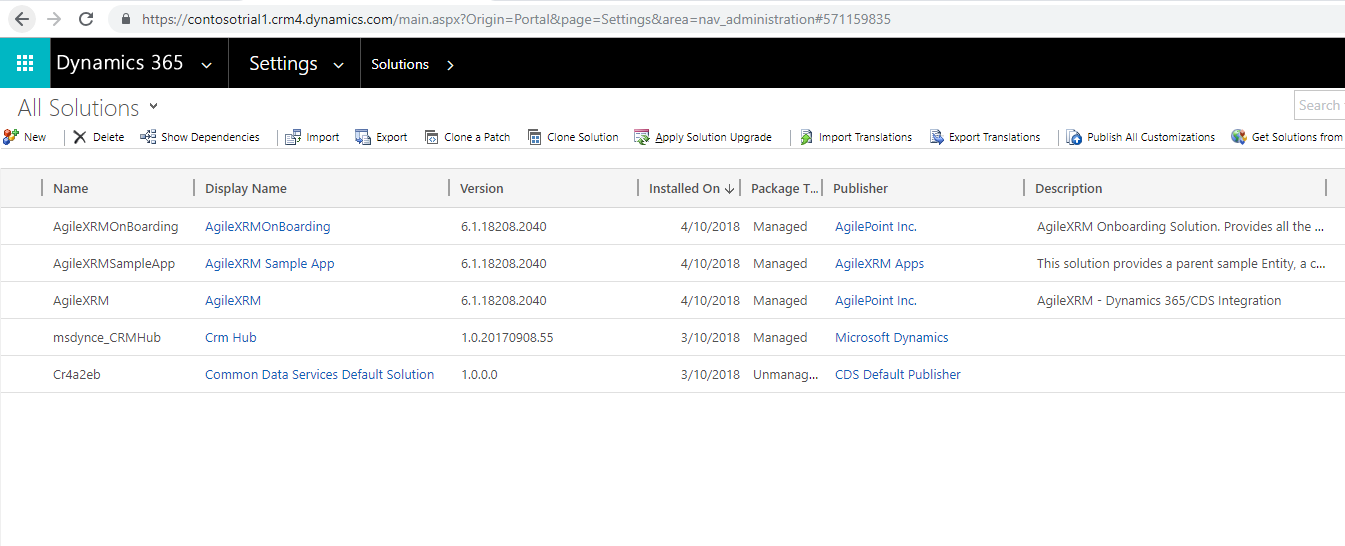 https://contosotrial1.crm4.dynamics.com/main.aspx?Origin=Portal&page=Settings&area=nav_administration#571159835
Dynamics 365 Settings Solutions
All Solutions
Search
New Delete Show Dependencies Import Export Clone a Patch Clone Solution Apply Solution Upgrade Import Translations Export Translations Publish All Customizations Get Solutions from
Name Display Name Version Installed On Package T... Publisher Description
AgileXRMOnBoarding AgileXRMOnBoarding 6.1.18208.2040 4/10/2018 Managed AgilePoint Inc. AgileXRM Onboarding Solution. Provides all the ...
AgileXRMSampleApp AgileXRM Sample App 6.1.18208.2040 4/10/2018 Managed AgileXRM Apps This solution provides a parent sample Entity, a c...
AgileXRM AgileXRM 6.1.18208.2040 4/10/2018 Managed AgilePoint Inc. AgileXRM - Dynamics 365/CDS Integration
msdynce_CRMHub Crm Hub 1.0.20170908.55 3/10/2018 Managed Microsoft Dynamics
Cr4a2eb Common Data Services Default Solution 1.0.0.0 3/10/2018 Unmanag... CDS Default Publisher